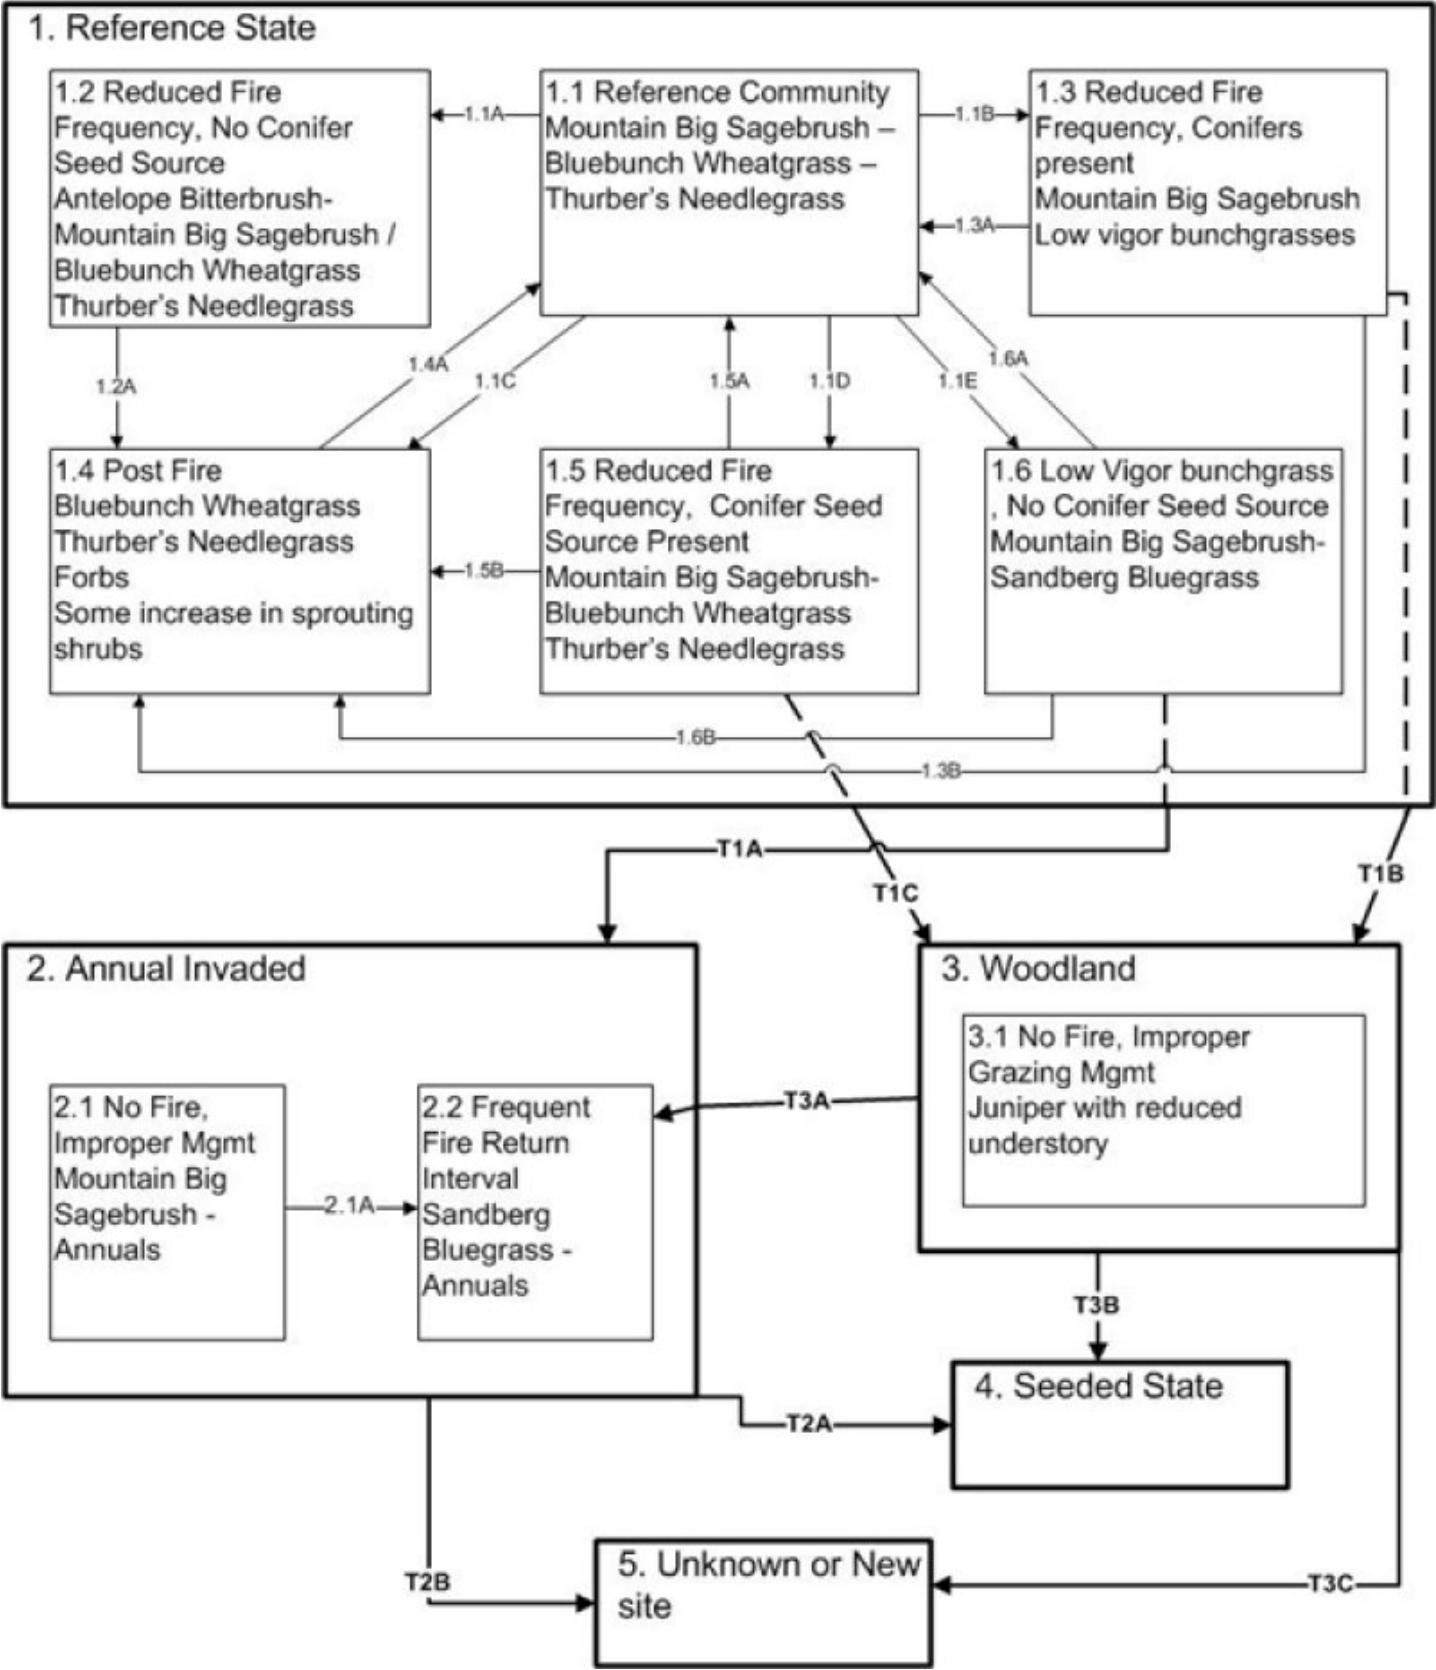 1. Reference State
1.2 Reduced Fire
Frequency, No Conifer
Seed Source
Antelope Bitterbrush-
Mountain Big Sagebrush /
Bluebunch Wheatgrass
Thurber's Needlegrass
1.1A
1.1 Reference Community
Mountain Big Sagebrush –
Bluebunch Wheatgrass –
Thurber's Needlegrass
1.1B
1.3A
1.3 Reduced Fire
Frequency, Conifers
present
Mountain Big Sagebrush
Low vigor bunchgrasses
1.2A
1.4A
1.1C
1.5A
1.1D
1.1E
1.6A
1.4 Post Fire
Bluebunch Wheatgrass
Thurber's Needlegrass
Forbs
Some increase in sprouting
shrubs
1.5B
1.5 Reduced Fire
Frequency,  Conifer Seed
Source Present
Mountain Big Sagebrush-
Bluebunch Wheatgrass
Thurber's Needlegrass
1.6 Low Vigor bunchgrass
, No Conifer Seed Source
Mountain Big Sagebrush-
Sandberg Bluegrass
1.6B
1.3B
T1A
T1C
T1B
2. Annual Invaded
2.1 No Fire,
Improper Mgmt
Mountain Big
Sagebrush -
Annuals
2.1A
2.2 Frequent
Fire Return
Interval
Sandberg
Bluegrass -
Annuals
T3A
3. Woodland
3.1 No Fire, Improper
Grazing Mgmt
Juniper with reduced
understory
T3B
4. Seeded State
T2A
T2B
5. Unknown or New
site
T3C